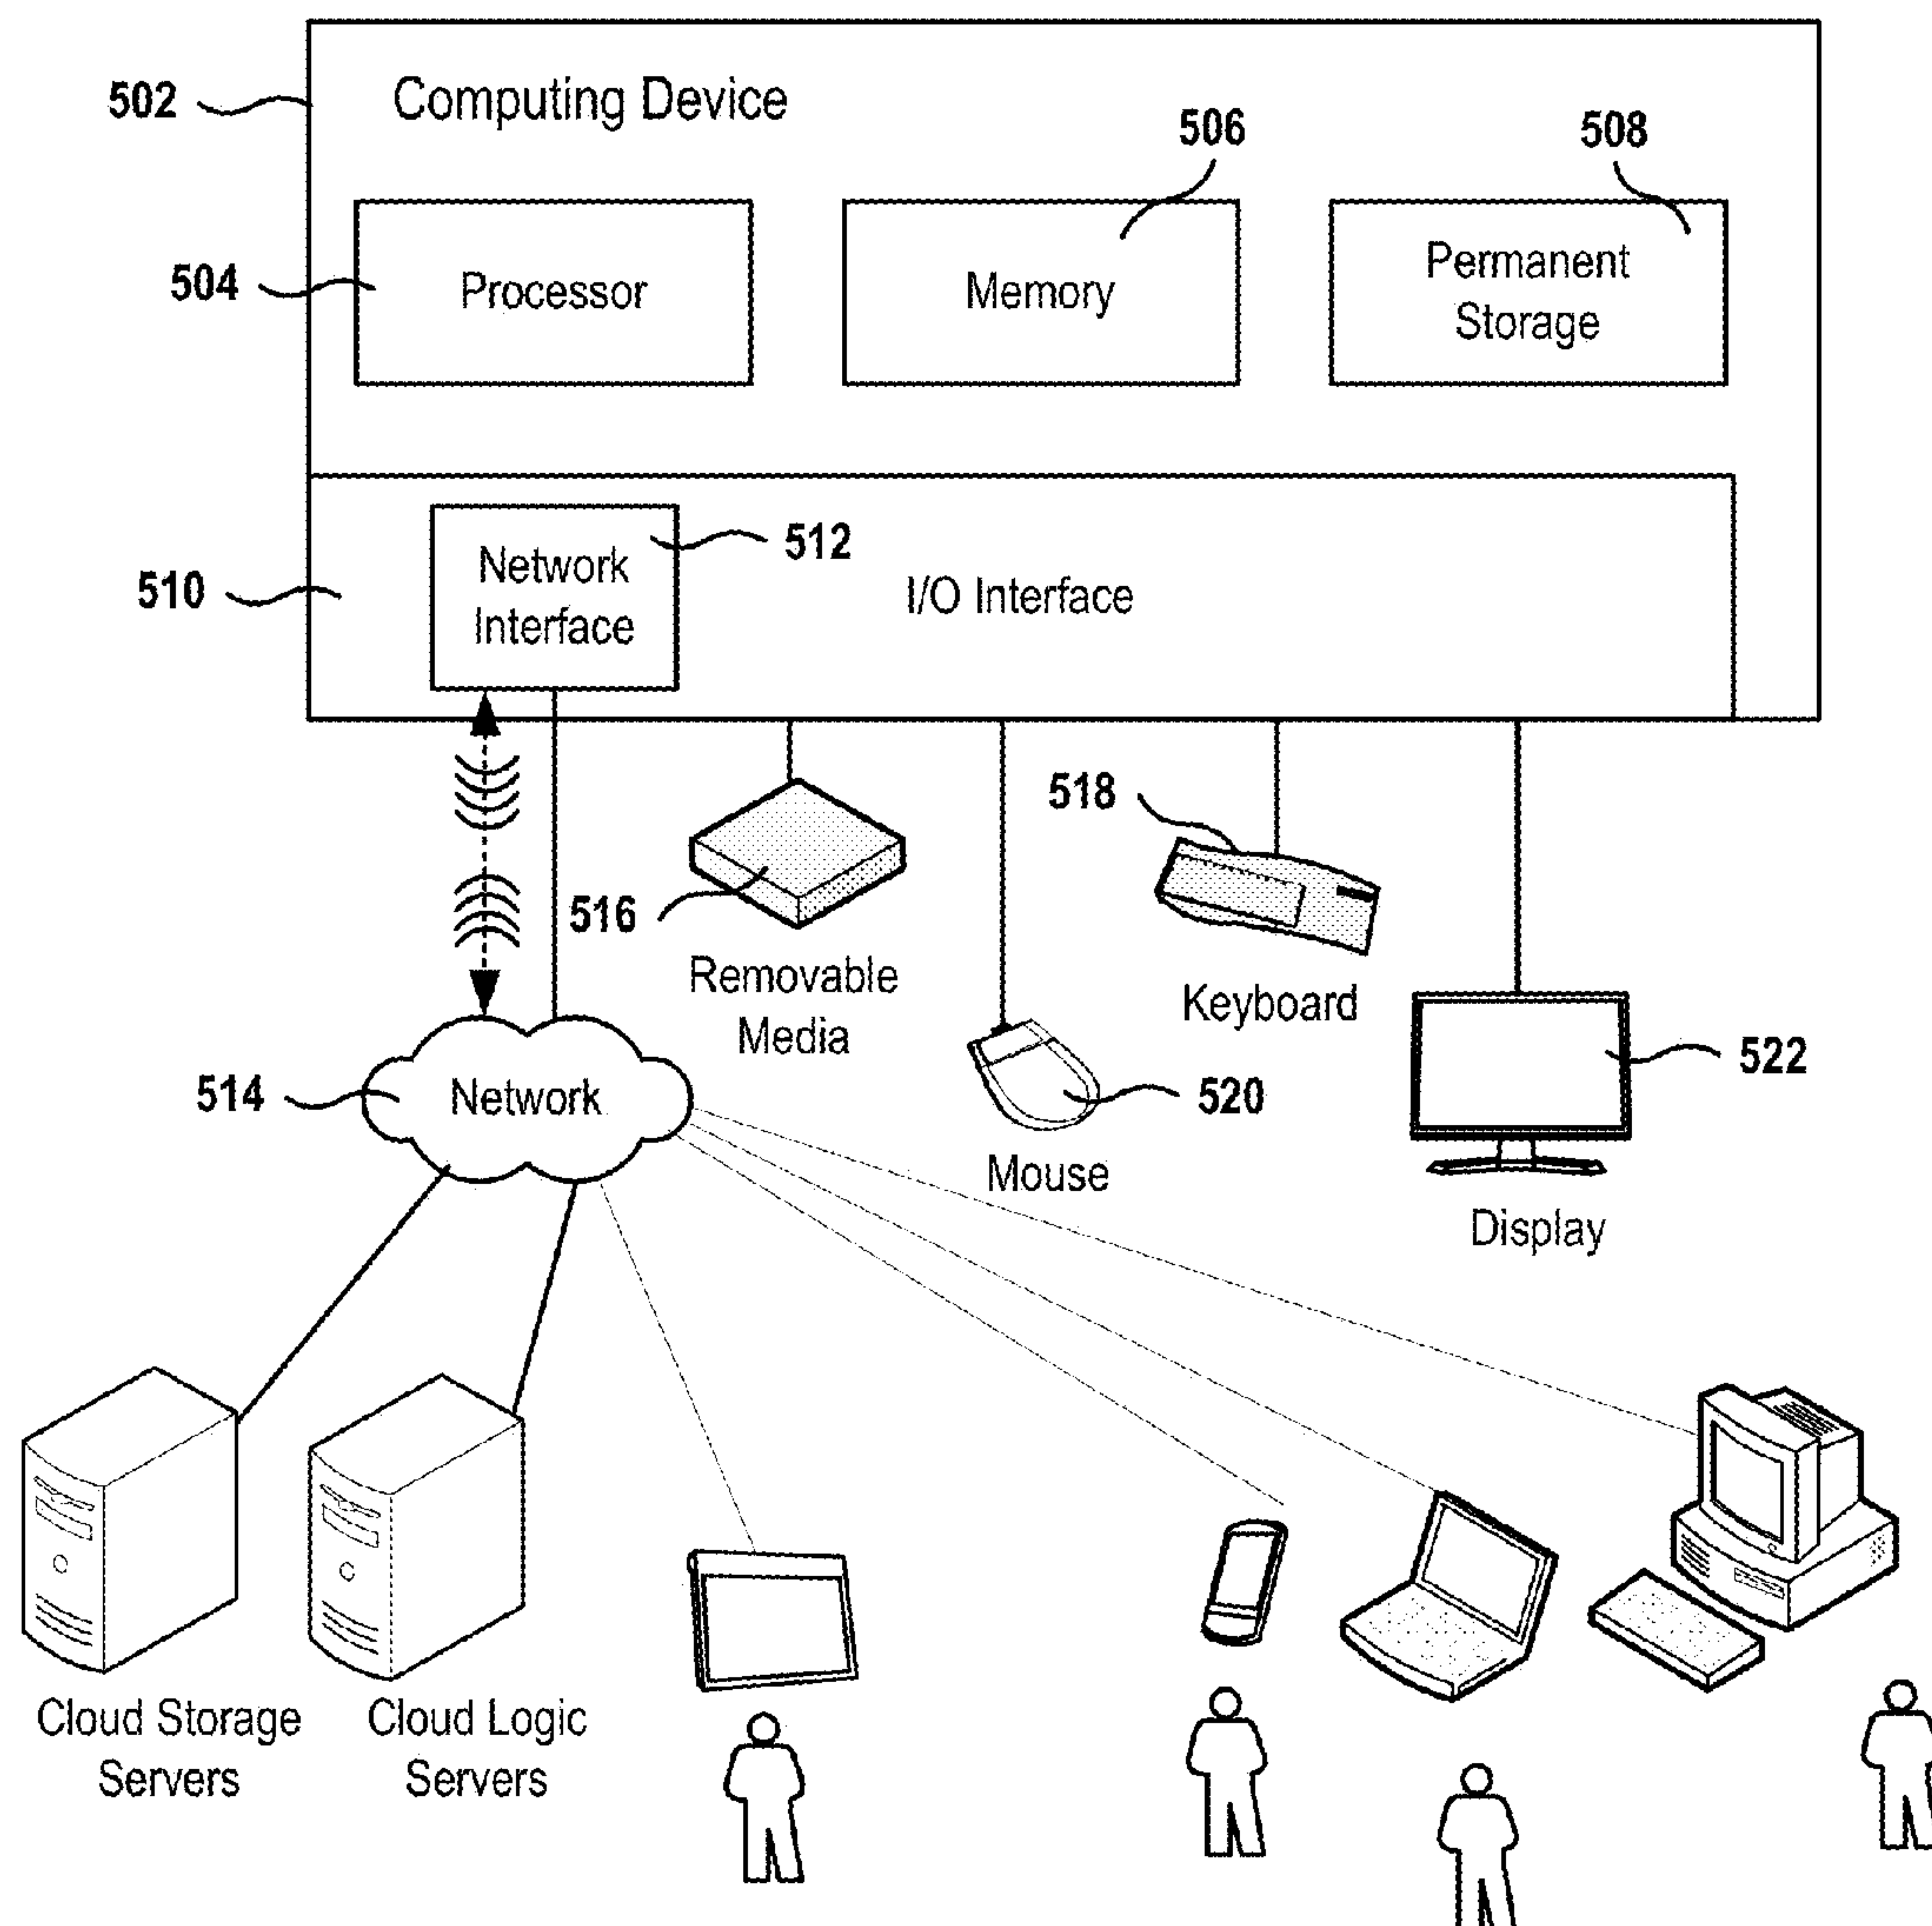 502
Computing Device
506
508
504
Processor
Memory
Permanent
Storage
510
Network
Interface
512
I/O Interface
518
516
Removable
Media
Keyboard
514
Network
520
522
Mouse
Display
Cloud Storage
Servers
Cloud Logic
Servers